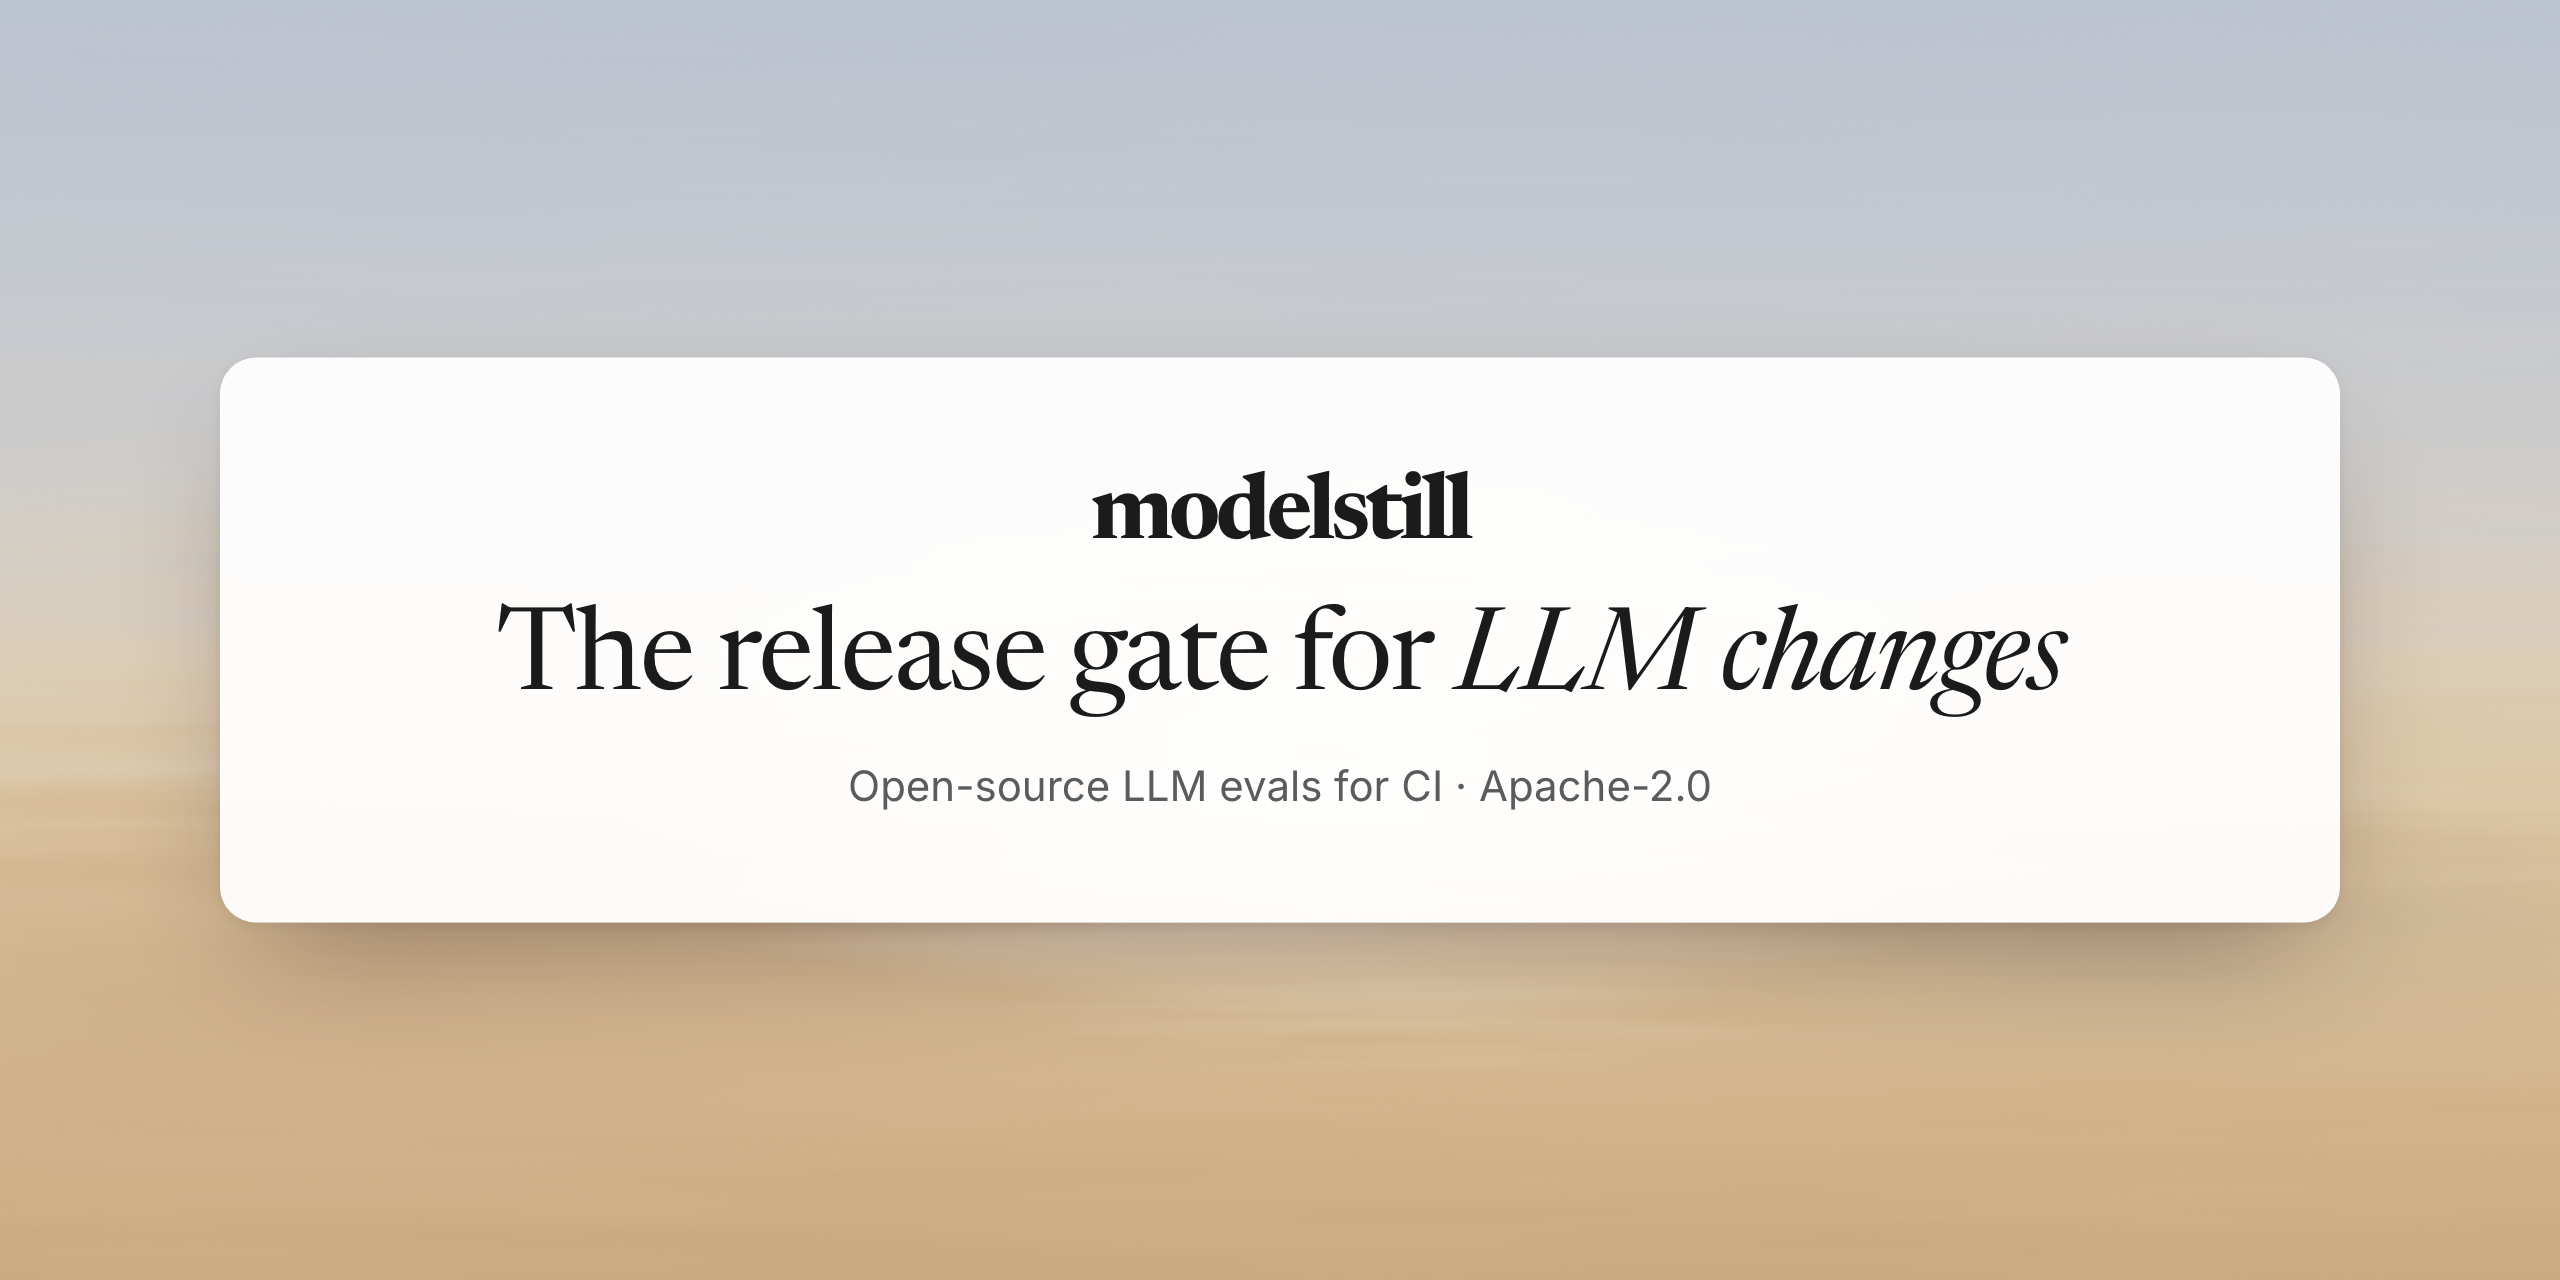 modelstill
The release gate for LLM changes
Open-source LLM evals for CI · Apache-2.0